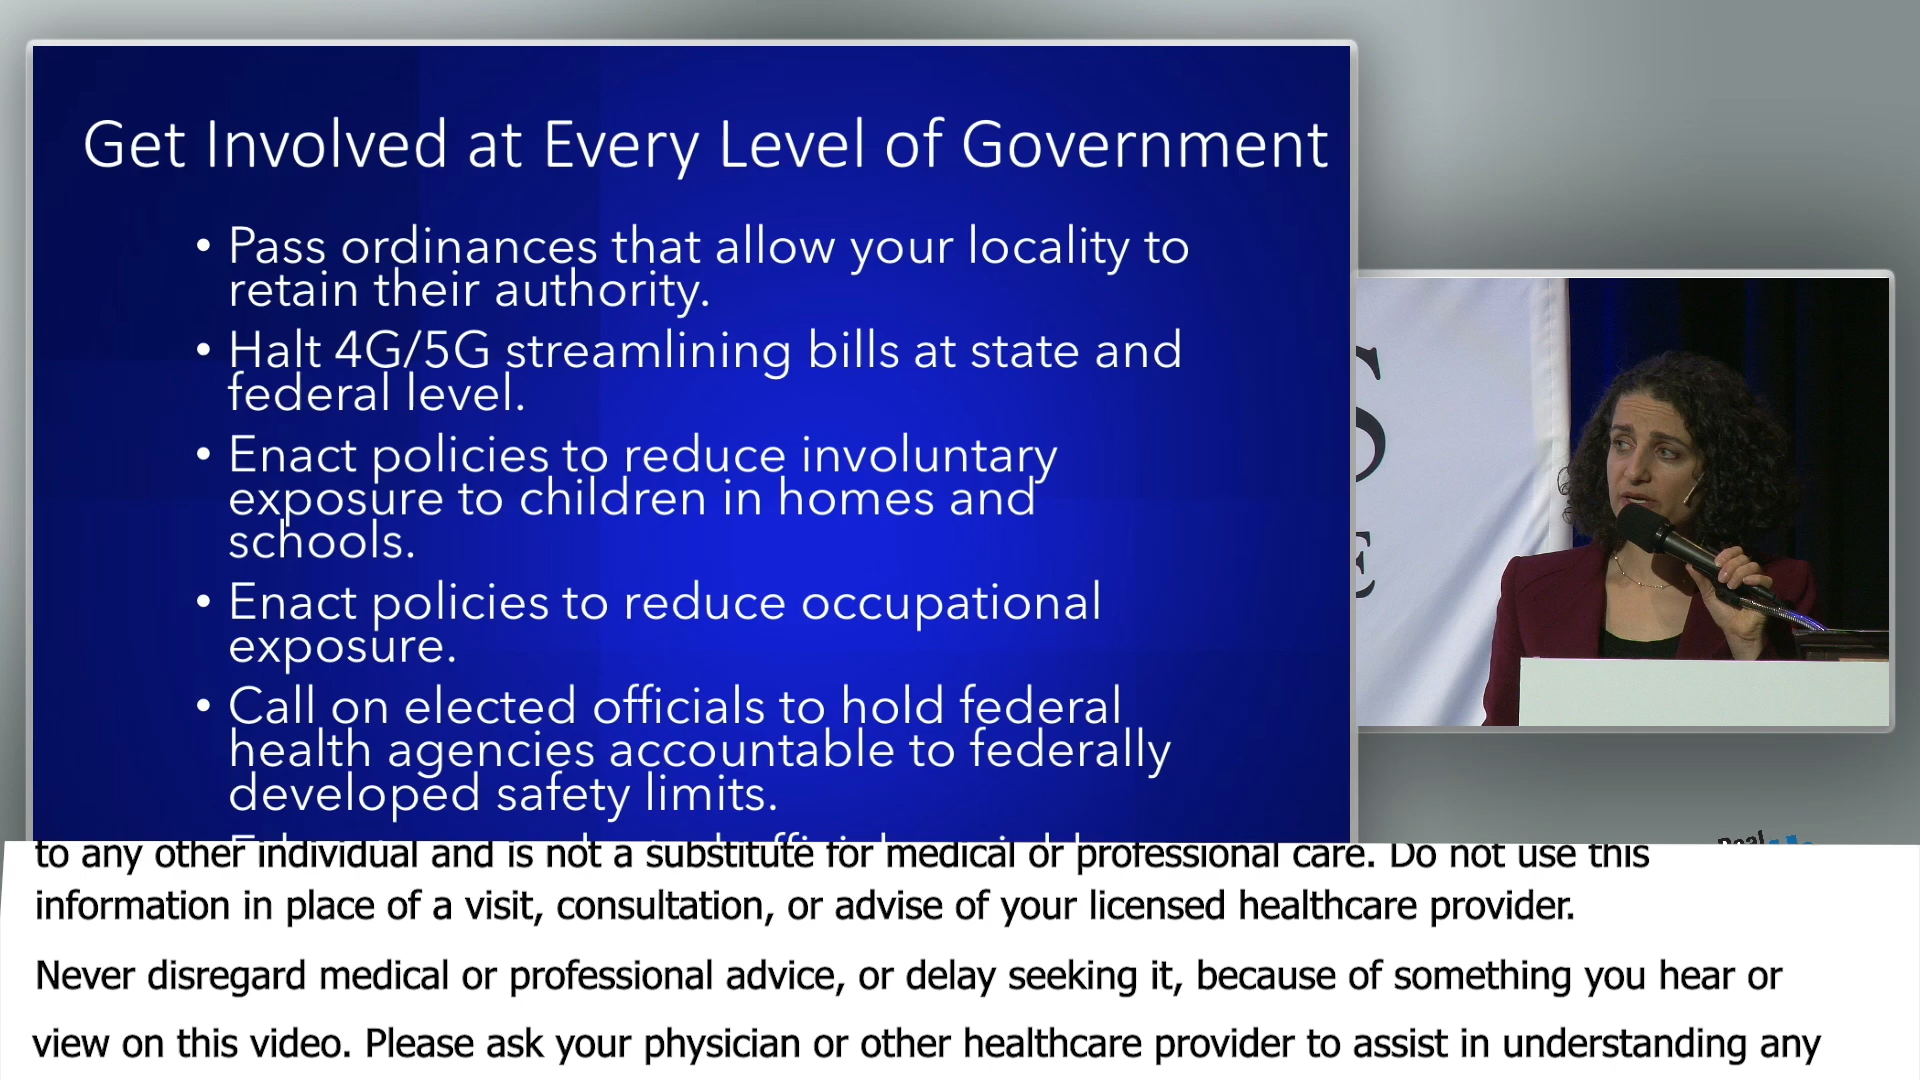 Get Involved at Every Level of Government
• Pass ordinances that allow your locality to
retain their authority.
• Halt 4G/5G streamlining bills at state and
federal level.
• Enact policies to reduce involuntary
exposure to children in homes and
schools.
• Enact policies to reduce occupational
exposure.
• Call on elected officials to hold federal
health agencies accountable to federally
developed safety limits.
S
E
Real
to any other individual and is not a substitute for medical or professional care. Do not use this
information in place of a visit, consultation, or advise of your licensed healthcare provider.
Never disregard medical or professional advice, or delay seeking it, because of something you hear or
view on this video. Please ask your physician or other healthcare provider to assist in understanding any